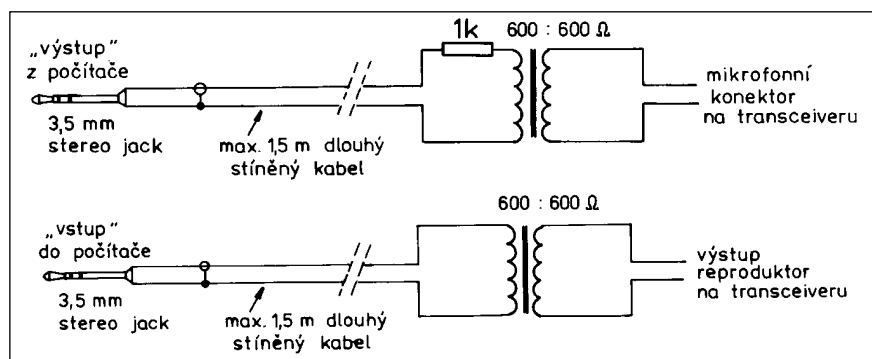 „výstup"
z počítače
3,5 mm
stereo jack
max. 1,5 m dlouhý
stíněný kabel
1k
600 : 600 Ω
mikrofonní
konektor
na transceiveru
„vstup"
do počítače
3,5 mm
stereo jack
max. 1,5 m dlouhý
stíněný kabel
600 : 600 Ω
výstup
reproduktor
na transceiveru